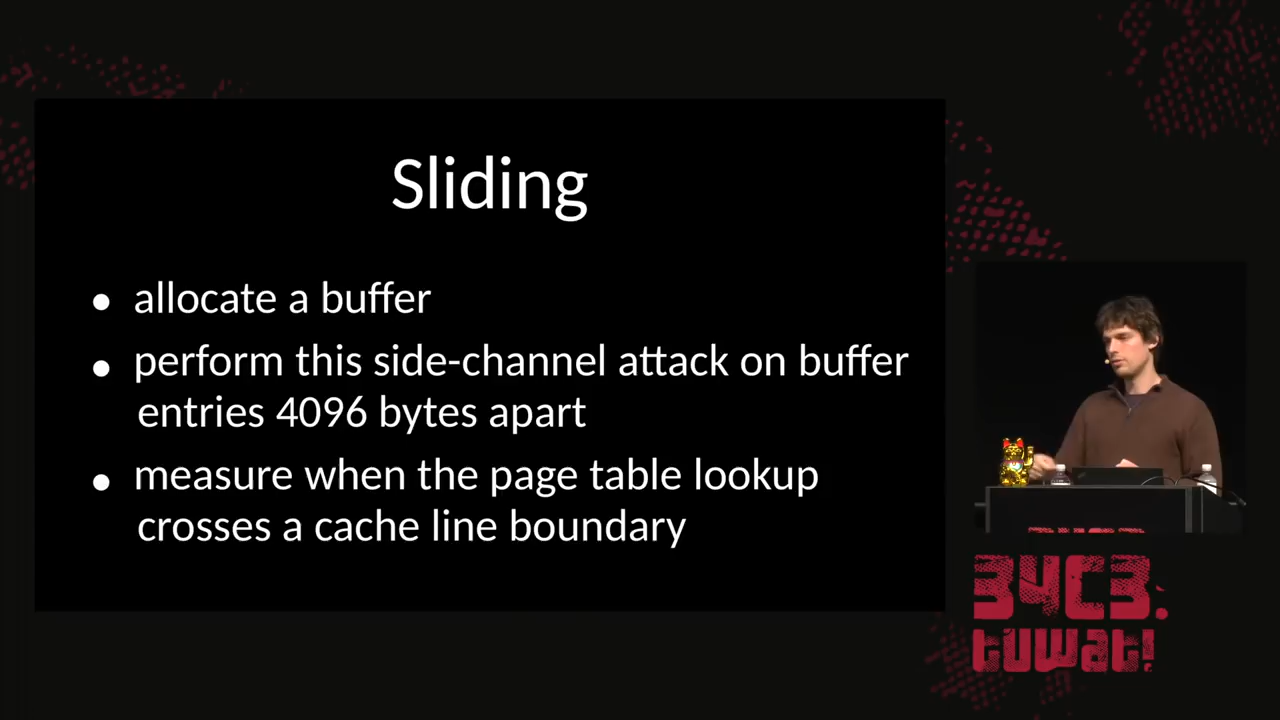 Sliding
allocate a buffer
perform this side-channel attack on buffer
entries 4096 bytes apart
measure when the page table lookup
crosses a cache line boundary
34C3.
tuwat!